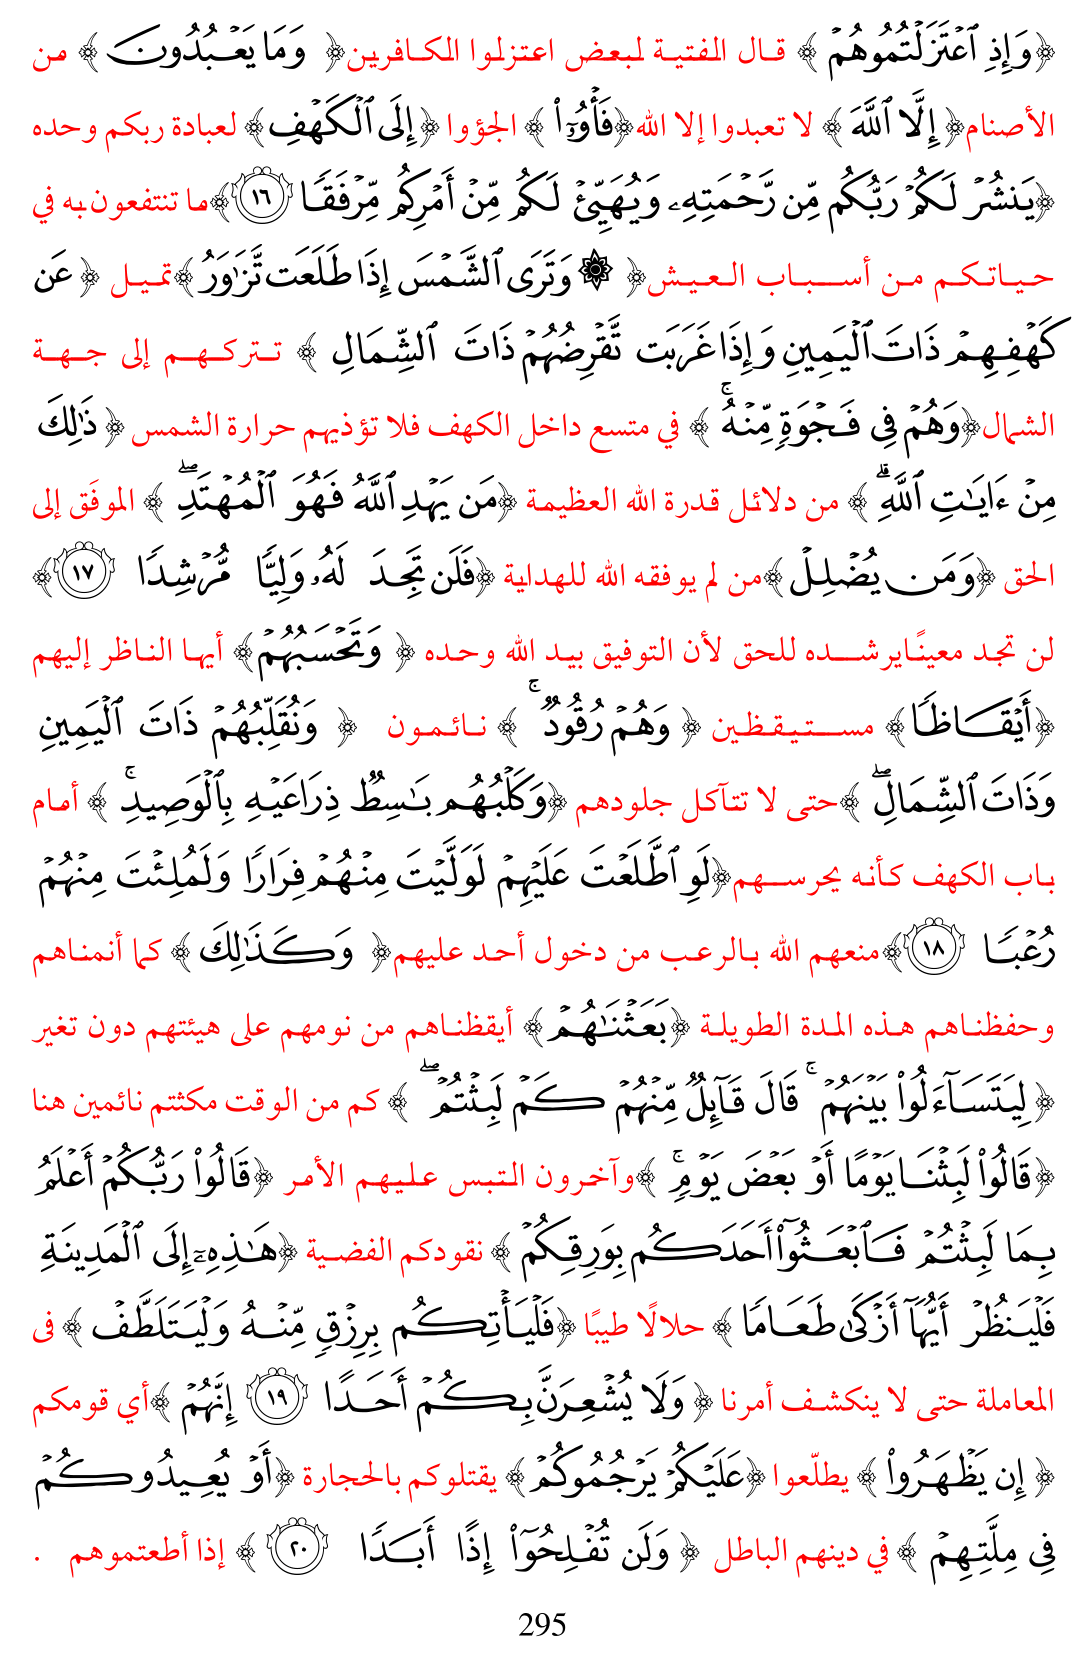 ﴿وَإِذِ ٱعْتَزَلْتُمُوهُمْ ﴾ قال الفتية لبعض اعتزلوا الكافرين﴿ وَمَا يَعْبُدُونَ ﴾ من
الأصنام﴿ إِلَّا ٱللَّهَ ﴾ لا تعبدوا إلا الله﴿فَأْوُۥٓا۟ ﴾ الجؤوا ﴿إِلَى ٱلْكَهْفِ﴾ لعبادة ربكم وحده
﴿يَنشُرْ لَكُمْ رَبُّكُم مِّن رَّحْمَتِهِۦ وَيُهَيِّئْ لَكُم مِّنْ أَمْرِكُم مِّرْفَقًا ١٦﴾ما تنتفعون به في
حياتكم من أسباب العيش﴿ ۞ وَتَرَى ٱلشَّمْسَ إِذَا طَلَعَت تَّزَٰوَرُ﴾تميل ﴿ عَن
كَهْفِهِمْ ذَاتَ ٱلْيَمِينِ وَإِذَا غَرَبَت تَّقْرِضُهُمْ ذَاتَ ٱلشِّمَالِ ﴾ تتركهم إلى جهة
الشمال﴿وَهُمْ فِى فَجْوَةٍ مِّنْهُ ۚ ﴾ في متسع داخل الكهف فلا تؤذيهم حرارة الشمس ﴿ ذَٰلِكَ
مِنْ ءَايَٰتِ ٱللَّهِ ۗ ﴾ من دلائل قدرة الله العظيمة ﴿مَن يَهْدِ ٱللَّهُ فَهُوَ ٱلْمُهْتَدِ ۖ ﴾ الموفَق إلى
الحق ﴿وَمَن يُضْلِلْ ﴾من لم يوفقه الله للهداية ﴿فَلَن تَجِدَ لَهُۥ وَلِيًّا مُّرْشِدًا ١٧﴾
لن تجد معينًايرشده للحق لأن التوفيق بيد الله وحده ﴿ وَتَحْسَبُهُمْ﴾ أيها الناظر إليهم
﴿أَيْقَاظًا﴾ مستيقظين ﴿ وَهُمْ رُقُودٌ ۚ ﴾ نائمون ﴿ وَنُقَلِّبُهُمْ ذَاتَ ٱلْيَمِينِ
وَذَاتَ ٱلشِّمَالِ ۖ ﴾حتى لا تتآكل جلودهم ﴿وَكَلْبُهُم بَٰسِطٌ ذِرَاعَيْهِ بِٱلْوَصِيدِ ۚ ﴾ أمام
باب الكهف كأنه يحرسهم﴿لَوِ ٱطَّلَعْتَ عَلَيْهِمْ لَوَلَّيْتَ مِنْهُمْ فِرَارًا وَلَمُلِئْتَ مِنْهُمْ
رُعْبًا ١٨﴾منعهم الله بالرعب من دخول أحد عليهم﴿ وَكَذَٰلِكَ ﴾ كما أنمناهم
وحفظناهم هذه المدة الطويلة ﴿بَعَثْنَٰهُمْ﴾ أيقظناهم من نومهم على هيئتهم دون تغير
﴿ لِيَتَسَآءَلُوا۟ بَيْنَهُمْ ۚ قَالَ قَآئِلٌ مِّنْهُمْ كَمْ لَبِثْتُمْ ۖ ﴾ كم من الوقت مكثتم نائمين هنا
﴿قَالُوا۟ لَبِثْنَا يَوْمًا أَوْ بَعْضَ يَوْمٍ ۚ ﴾وآخرون التبس عليهم الأمر ﴿قَالُوا۟ رَبُّكُمْ أَعْلَمُ
بِمَا لَبِثْتُمْ فَٱبْعَثُوٓا۟ أَحَدَكُم بِوَرِقِكُمْ ﴾ نقودكم الفضية ﴿هَٰذِهِۦٓ إِلَى ٱلْمَدِينَةِ
فَلْيَنظُرْ أَيُّهَآ أَزْكَىٰ طَعَامًا ﴾ حلالًا طيبًا ﴿فَلْيَأْتِكُم بِرِزْقٍ مِّنْهُ وَلْيَتَلَطَّفْ ﴾ فى
المعاملة حتى لا ينكشف أمرنا ﴿ وَلَا يُشْعِرَنَّ بِكُمْ أَحَدًا ١٩ إِنَّهُمْ ﴾أي قومكم
﴿ إِن يَظْهَرُوا۟ ﴾ يطلّعوا ﴿عَلَيْكُمْ يَرْجُمُوكُمْ﴾ يقتلوكم بالحجارة ﴿أَوْ يُعِيدُوكُمْ
فِى مِلَّتِهِمْ ﴾ في دينهم الباطل ﴿ وَلَن تُفْلِحُوٓا۟ إِذًا أَبَدًا ٢٠ ﴾ إذا أطعتموهم .
295